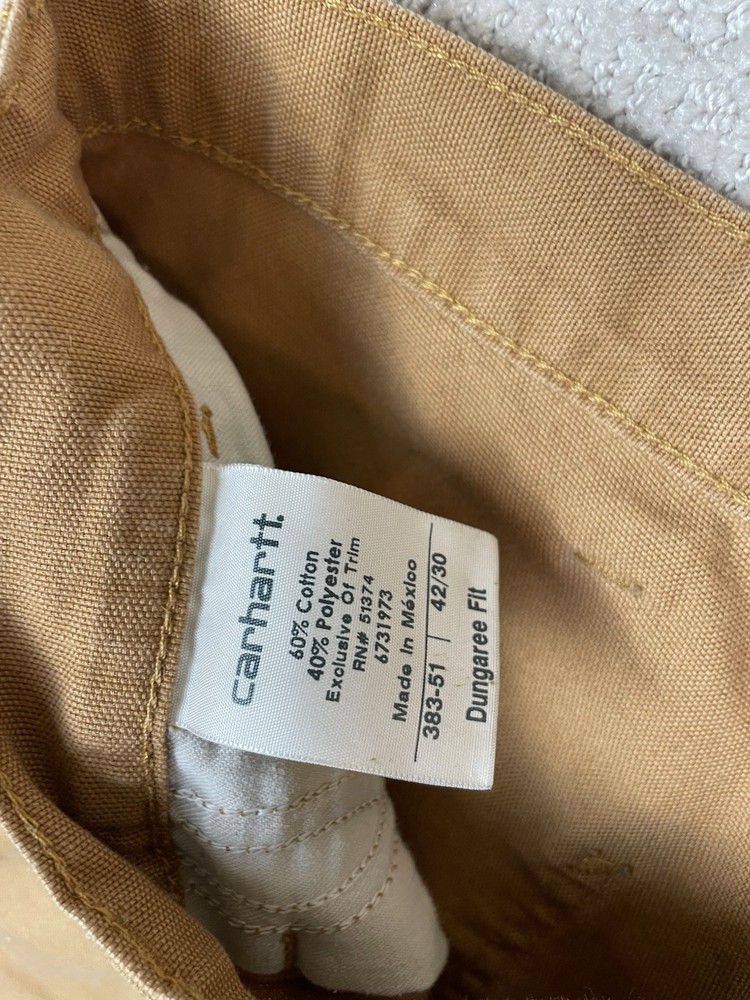 carhartt.
60% Cotton
40% Polyester
Exclusive Of Trim
RN# 51374
6731973
Made In México
383-51 | 42/30
Dungaree Fit